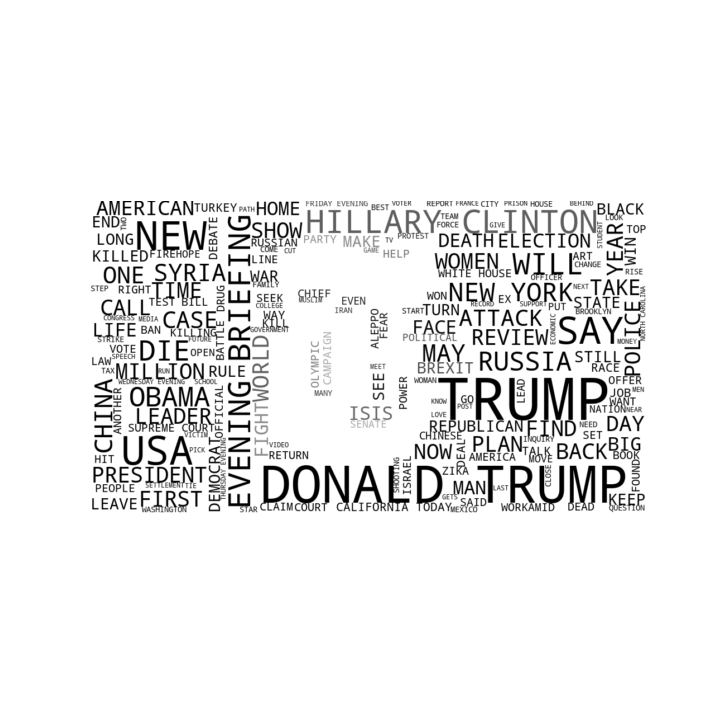 AMERICAN TURKEY PATH HOME FRIDAY EVENING BEST VOTER REPORT FRANCE CITY PRISON HOUSE BEHIND BLACK
END TWO NEW DEBATE SHOW HILLARY CLINTON TEAM FORCE GIVE STUDENT LOOK TOP
LONG RUSSIAN PARTY MAKE TV PROTEST DEATH ELECTION YEAR WIN
KILLED FIREHOPE COME CUT GAME HELP WOMEN WILL ART CHANGE
ONE SYRIA LINE WHITE HOUSE OFFICER RISE
STEP RIGHT TIME WAR FAMILY CHIEF MUSLIM EVEN WON NEW YORK NEXT TAKE
CALL TEST BILL DRUG SEEK COLLEGE IRAN START TURN RECORD EX SUPPORT PUT STATE NORTH CAROLINA
CONGRESS MEDIA CASE WAY ALEPPO FEAR ATTACK BROOKLYN
LIFE BAN KILLING KILL GOVERNMENT FACE ECONOMIC SAY POLICE
STRIKE FUTURE BATTLE BRIEFING WORLD POLITICAL REVIEW MONEY
VOTE DIE OPEN OLYMPIC CAMPAIGN MAY RUSSIA STILL
LAW SPEECH RACE
TAX MILLION RUN RULE MEET BREXIT OFFER
WEDNESDAY EVENING SCHOOL SEE POWER WOMAN TRUMP LEAD MEN
CHINA ANOTHER OBAMA OFFICIAL MANY KNOW GO POST JOB WANT
LEADER ISIS LOVE NATION NEAR
SUPREME COURT FIGHT SENATE REPUBLICAN FIND NEED DAY
VICTIM CHINESE INQUIRY SET
USA PICK EVENING VIDEO NOW DEAL PLAN TALK BACK BIG
HIT RETURN AMERICA MOVE BOOK
PRESIDENT DEMOCRAT THURSDAY EVENING DONALD TRUMP SHOOTING ISRAEL ZIKA CLOSE FOUND
PEOPLE SETTLEMENT TIE MAN LAST
LEAVE FIRST GETS SAID KEEP
WASHINGTON STAR CLAIM COURT CALIFORNIA TODAY MEXICO WORK AMID DEAD QUESTION